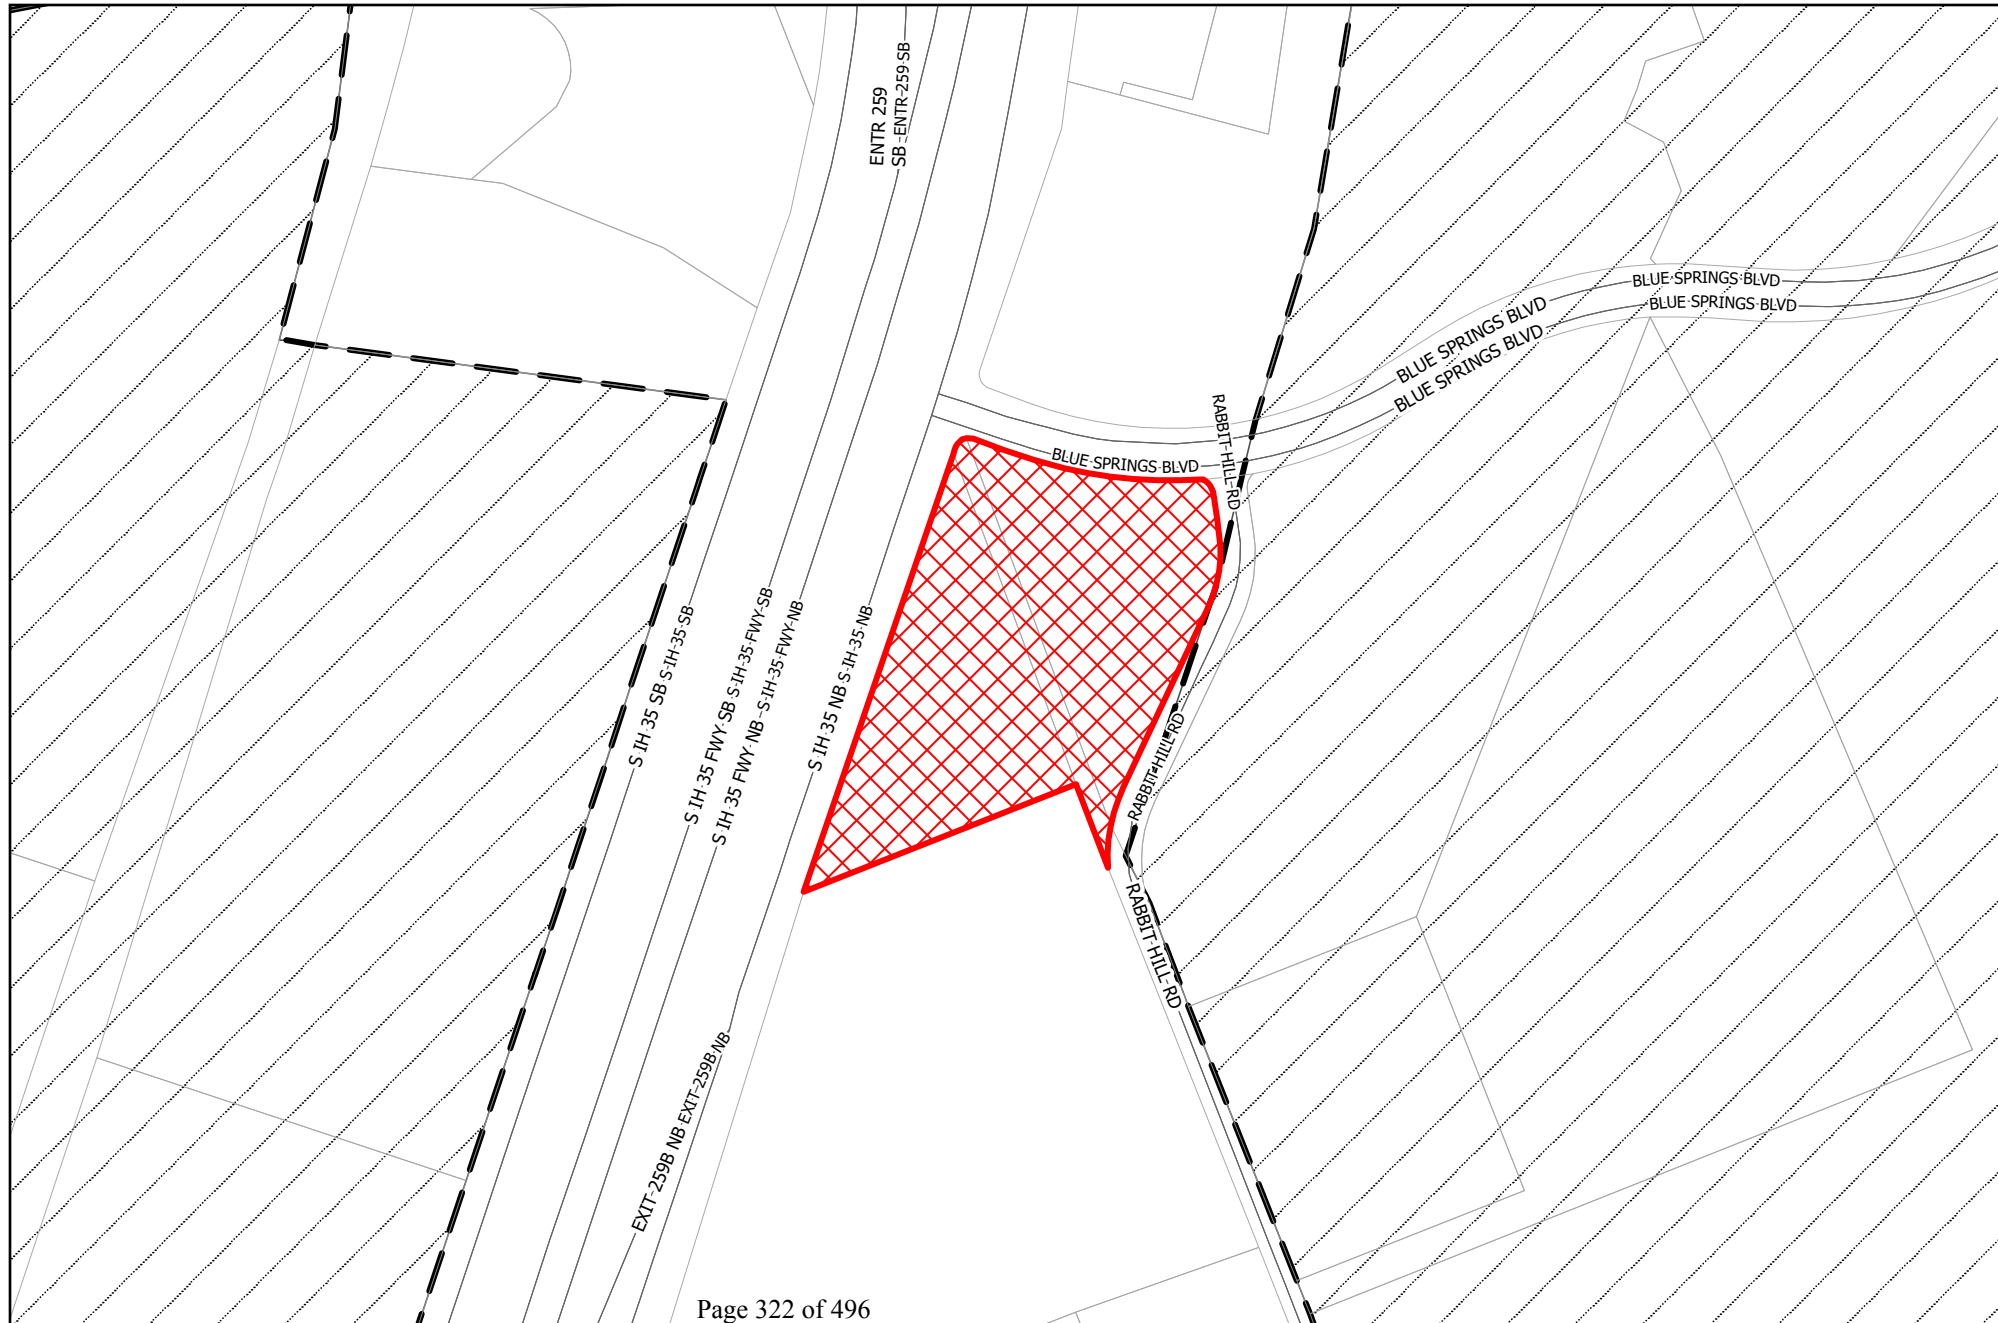 ENTR 259
SB - ENTR 259 SB
BLUE SPRINGS BLVD
BLUE SPRINGS BLVD
BLUE SPRINGS BLVD
BLUE SPRINGS BLVD
RABBIT HILL RD
BLUE SPRINGS BLVD
S IH 35 SB S IH 35 SB
S IH 35 FWY SB S IH 35 FWY SB
S IH 35 FWY NB S IH 35 FWY NB
S IH 35 NB S IH 35 NB
RABBIT HILL RD
RABBIT HILL RD
EXIT 259B NB EXIT 259B NB
Page 322 of 496